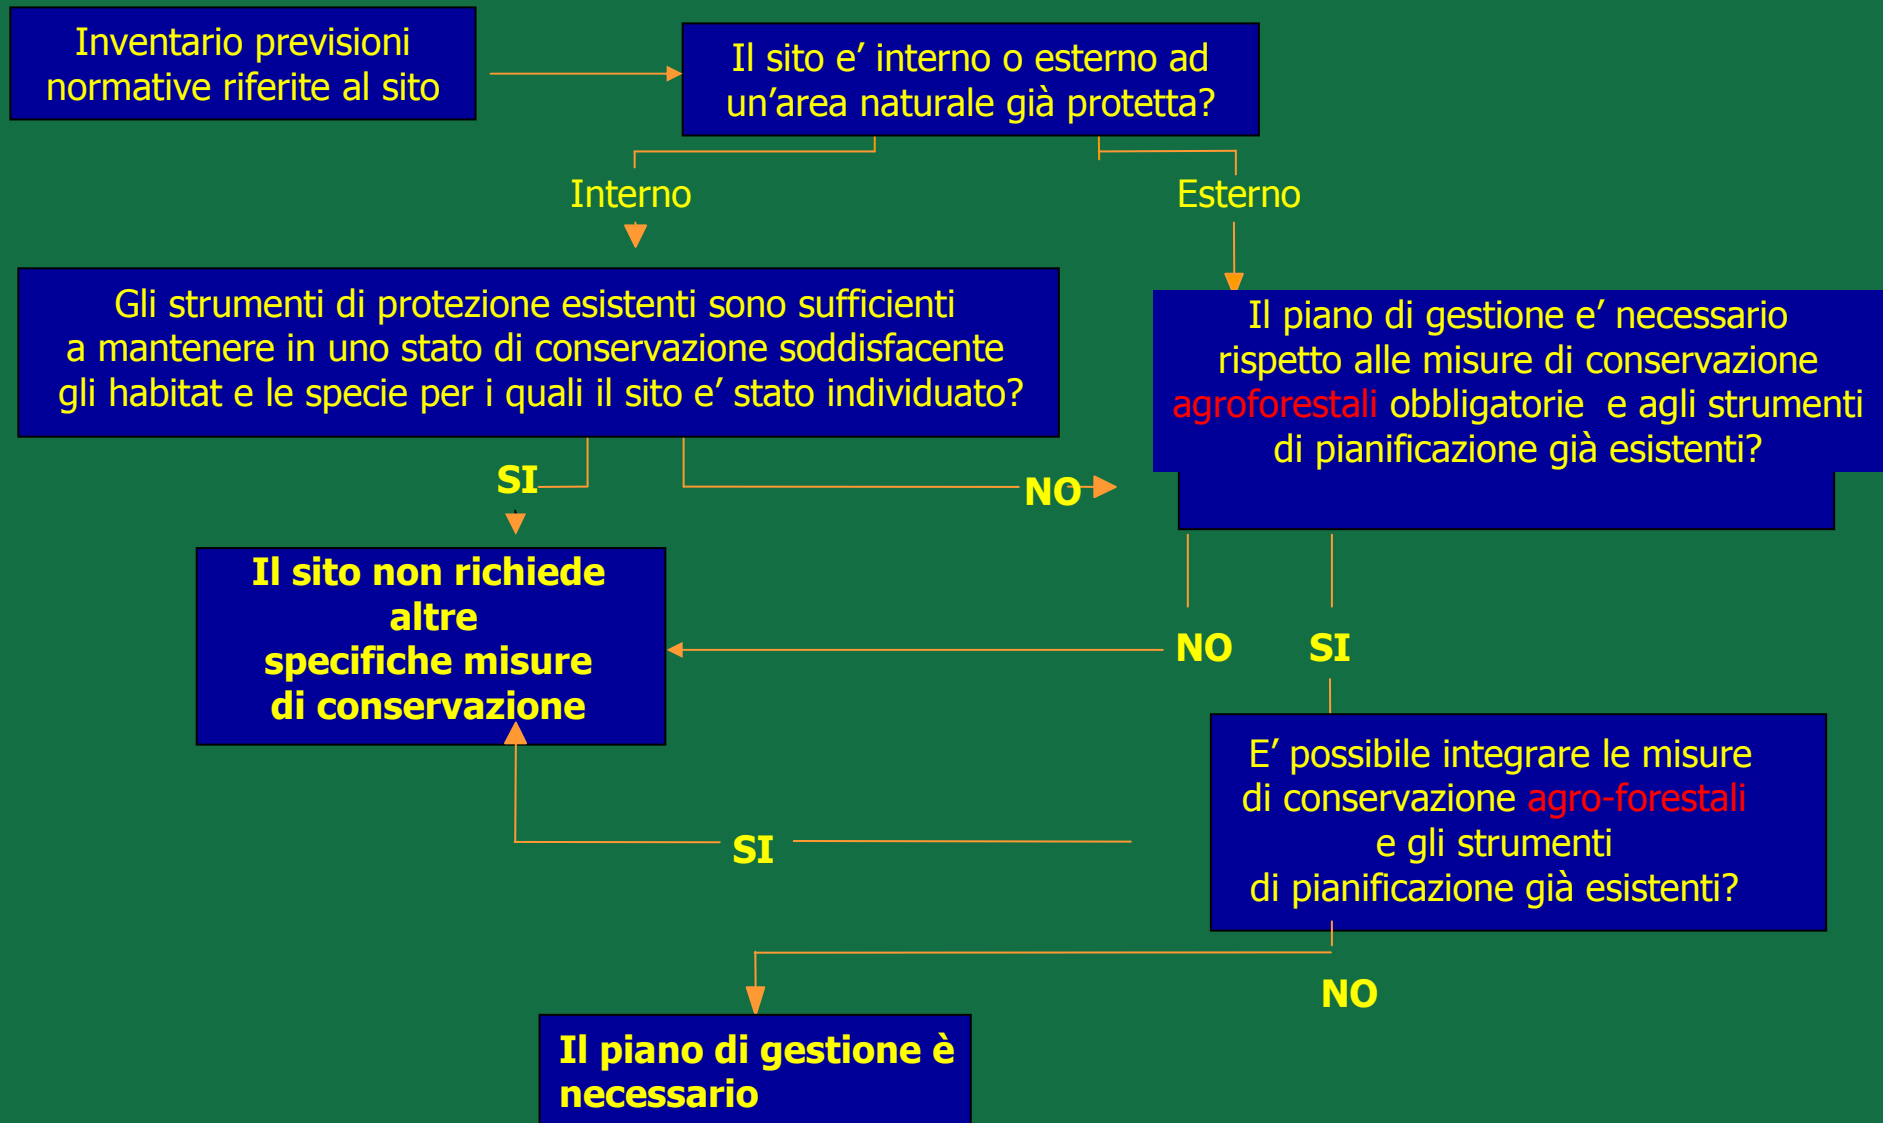 Inventario previsioni
normative riferite al sito
Il sito e’ interno o esterno ad
un’area naturale già protetta?
Interno
Esterno
Gli strumenti di protezione esistenti sono sufficienti
a mantenere in uno stato di conservazione soddisfacente
gli habitat e le specie per i quali il sito e’ stato individuato?
Il piano di gestione e’ necessario
rispetto alle misure di conservazione
agroforestali obbligatorie e agli strumenti
di pianificazione già esistenti?
SI
NO
Il sito non richiede
altre
specifiche misure
di conservazione
NO
SI
E’ possibile integrare le misure
di conservazione agro-forestali
e gli strumenti
di pianificazione già esistenti?
SI
NO
Il piano di gestione è
necessario